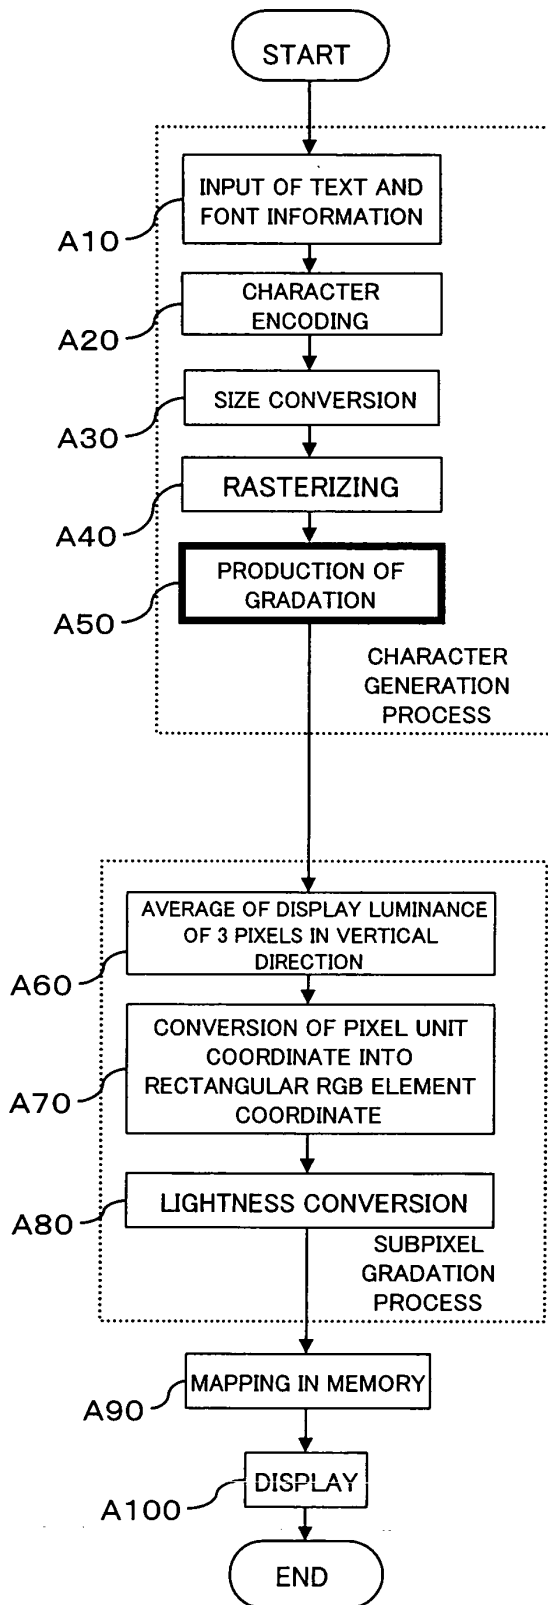 START
INPUT OF TEXT AND
FONT INFORMATION
A10
CHARACTER
ENCODING
A20
SIZE CONVERSION
A30
RASTERIZING
A40
PRODUCTION OF
GRADATION
A50
CHARACTER
GENERATION
PROCESS
AVERAGE OF DISPLAY LUMINANCE
OF 3 PIXELS IN VERTICAL
DIRECTION
A60
CONVERSION OF PIXEL UNIT
COORDINATE INTO
RECTANGULAR RGB ELEMENT
COORDINATE
A70
LIGHTNESS CONVERSION
A80
SUBPIXEL
GRADATION
PROCESS
MAPPING IN MEMORY
A90
DISPLAY
A100
END